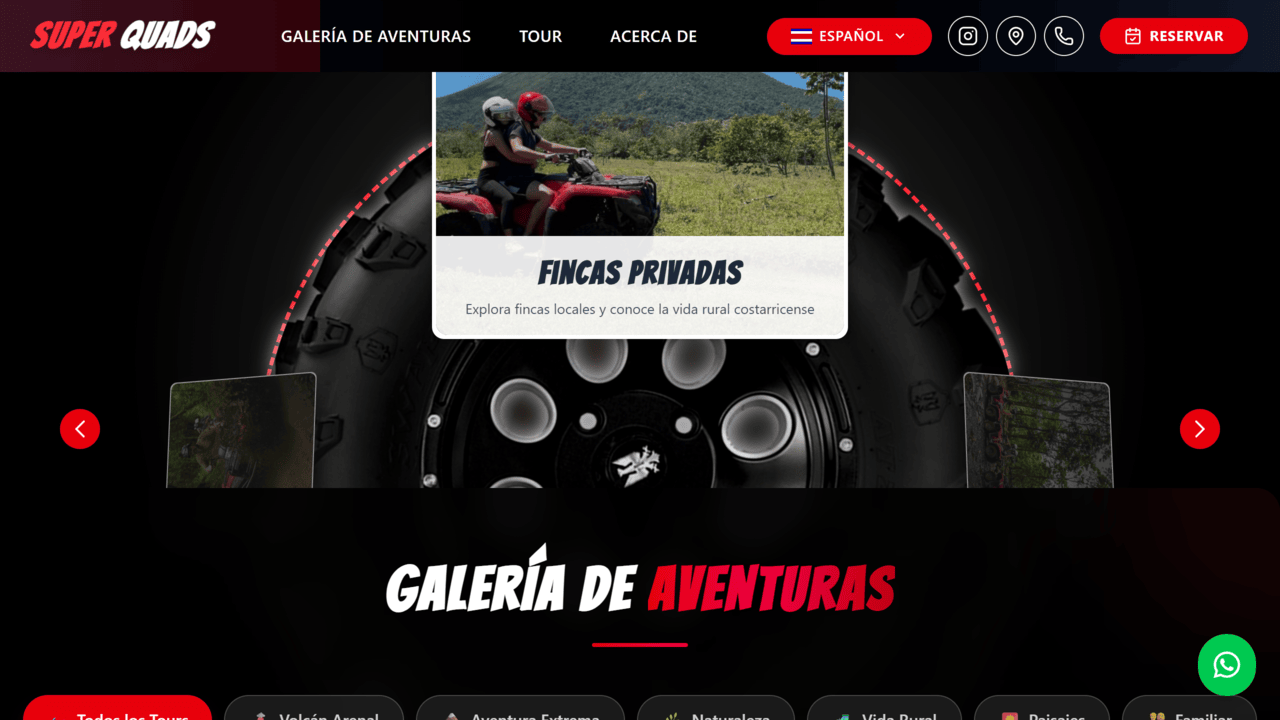 SUPER QUADS
GALERÍA DE AVENTURAS
TOUR
ACERCA DE
ESPAÑOL
RESERVAR
FINCAS PRIVADAS
Explora fincas locales y conoce la vida rural costarricense
GALERÍA DE AVENTURAS
Todos los Tours
Volcán Arenal
Aventura Extrema
Naturaleza
Vida Rural
Paisajes
Familiar